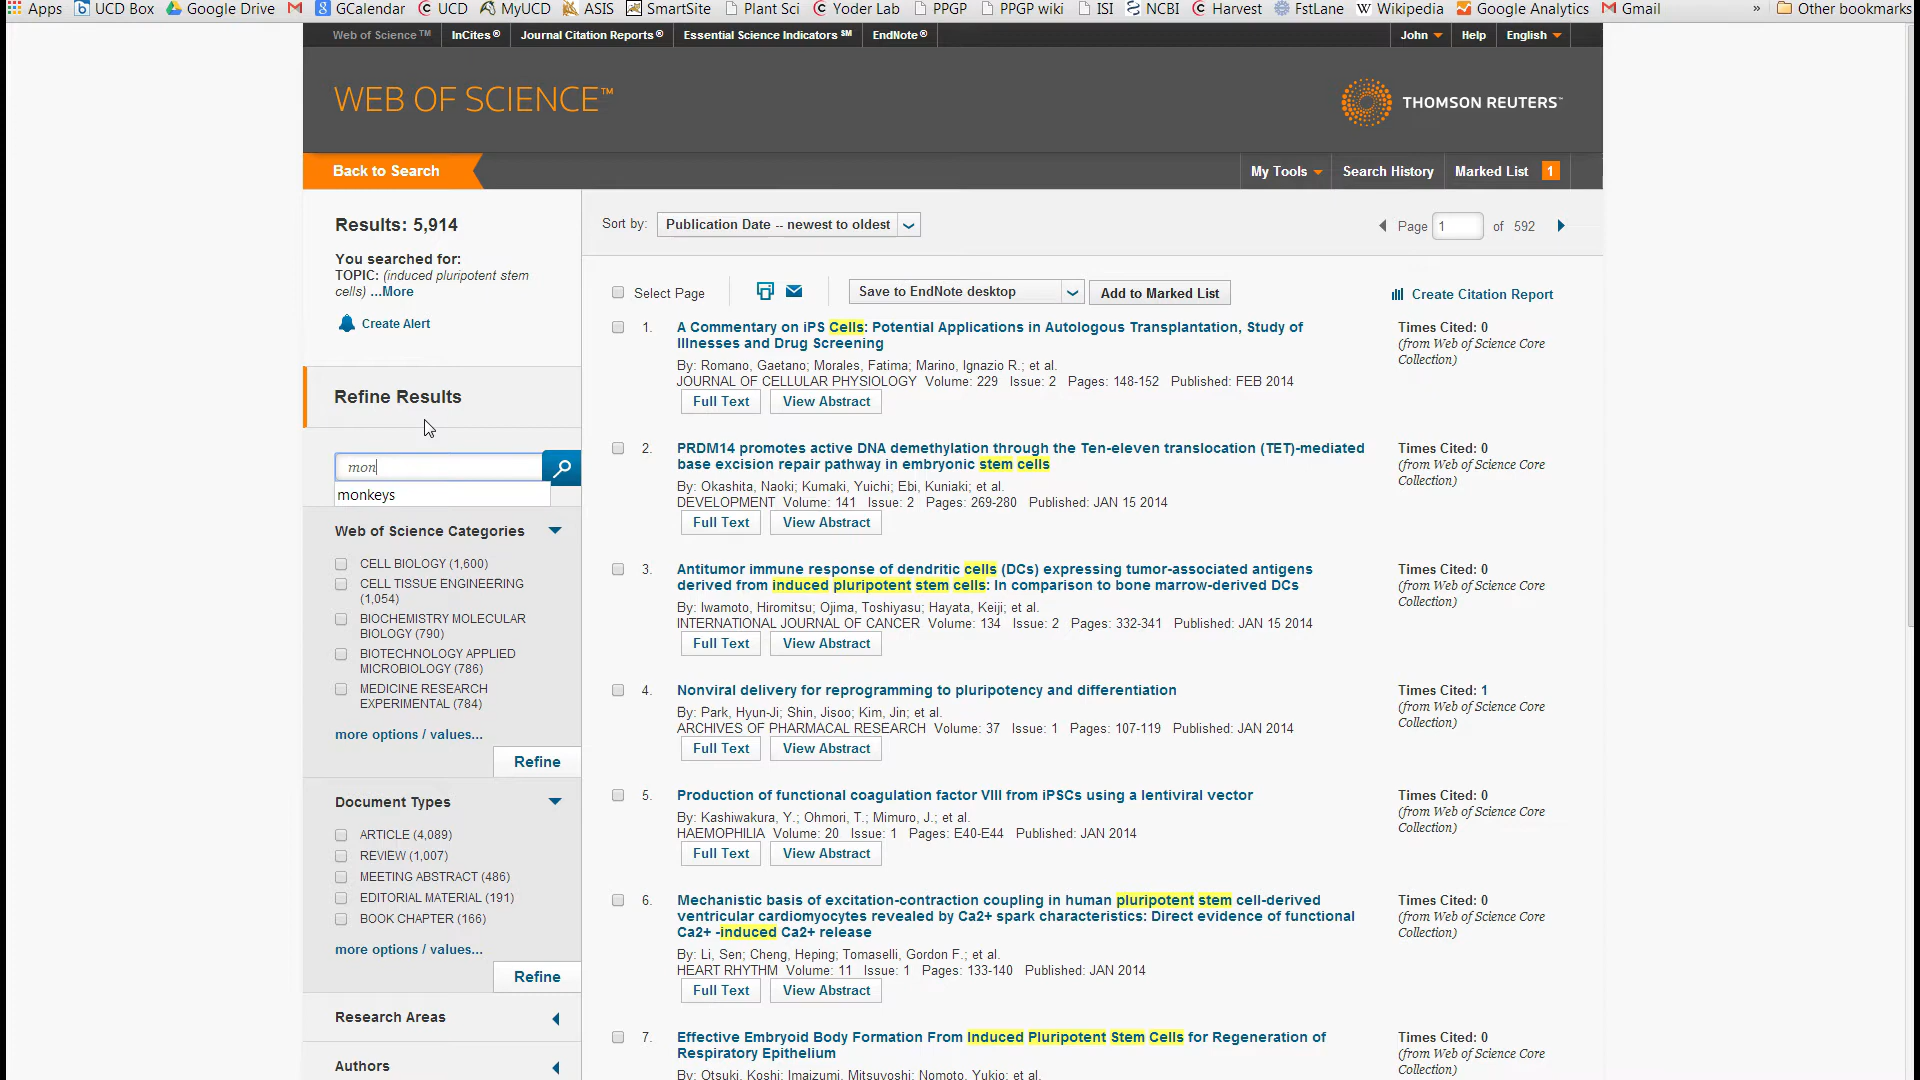 Apps UCD Box Google Drive GCalendar UCD MyUCD ASIS SmartSite Plant Sci Yoder Lab PPGP PPGP wiki ISI NCBI Harvest FstLane Wikipedia Google Analytics Gmail » Other bookmarks
Web of Science™ InCites® Journal Citation Reports® Essential Science Indicators℠ EndNote® John Help English
WEB OF SCIENCE™
THOMSON REUTERS™
Back to Search My Tools Search History Marked List 1
Results: 5,914
Sort by: Publication Date -- newest to oldest Page 1 of 592
You searched for:
TOPIC: (induced pluripotent stem
cells) ...More
Create Alert
Select Page Save to EndNote desktop Add to Marked List Create Citation Report
Refine Results
mon
monkeys
Web of Science Categories
CELL BIOLOGY (1,600)
CELL TISSUE ENGINEERING
(1,054)
BIOCHEMISTRY MOLECULAR
BIOLOGY (790)
BIOTECHNOLOGY APPLIED
MICROBIOLOGY (786)
MEDICINE RESEARCH
EXPERIMENTAL (784)
more options / values...
Refine
Document Types
ARTICLE (4,089)
REVIEW (1,007)
MEETING ABSTRACT (486)
EDITORIAL MATERIAL (191)
BOOK CHAPTER (166)
more options / values...
Refine
Research Areas
Authors
1. A Commentary on iPS Cells: Potential Applications in Autologous Transplantation, Study of
Illnesses and Drug Screening
By: Romano, Gaetano; Morales, Fatima; Marino, Ignazio R.; et al.
JOURNAL OF CELLULAR PHYSIOLOGY Volume: 229 Issue: 2 Pages: 148-152 Published: FEB 2014
Full Text View Abstract
Times Cited: 0
(from Web of Science Core
Collection)
2. PRDM14 promotes active DNA demethylation through the Ten-eleven translocation (TET)-mediated
base excision repair pathway in embryonic stem cells
By: Okashita, Naoki; Kumaki, Yuichi; Ebi, Kuniaki; et al.
DEVELOPMENT Volume: 141 Issue: 2 Pages: 269-280 Published: JAN 15 2014
Full Text View Abstract
Times Cited: 0
(from Web of Science Core
Collection)
3. Antitumor immune response of dendritic cells (DCs) expressing tumor-associated antigens
derived from induced pluripotent stem cells: In comparison to bone marrow-derived DCs
By: Iwamoto, Hiromitsu; Ojima, Toshiyasu; Hayata, Keiji; et al.
INTERNATIONAL JOURNAL OF CANCER Volume: 134 Issue: 2 Pages: 332-341 Published: JAN 15 2014
Full Text View Abstract
Times Cited: 0
(from Web of Science Core
Collection)
4. Nonviral delivery for reprogramming to pluripotency and differentiation
By: Park, Hyun-Ji; Shin, Jisoo; Kim, Jin; et al.
ARCHIVES OF PHARMACAL RESEARCH Volume: 37 Issue: 1 Pages: 107-119 Published: JAN 2014
Full Text View Abstract
Times Cited: 1
(from Web of Science Core
Collection)
5. Production of functional coagulation factor VIII from iPSCs using a lentiviral vector
By: Kashiwakura, Y.; Ohmori, T.; Mimuro, J.; et al.
HAEMOPHILIA Volume: 20 Issue: 1 Pages: E40-E44 Published: JAN 2014
Full Text View Abstract
Times Cited: 0
(from Web of Science Core
Collection)
6. Mechanistic basis of excitation-contraction coupling in human pluripotent stem cell-derived
ventricular cardiomyocytes revealed by Ca2+ spark characteristics: Direct evidence of functional
Ca2+ -induced Ca2+ release
By: Li, Sen; Cheng, Heping; Tomaselli, Gordon F.; et al.
HEART RHYTHM Volume: 11 Issue: 1 Pages: 133-140 Published: JAN 2014
Full Text View Abstract
Times Cited: 0
(from Web of Science Core
Collection)
7. Effective Embryoid Body Formation From Induced Pluripotent Stem Cells for Regeneration of
Respiratory Epithelium
By: Otsuki, Koshi; Imaizumi, Mitsuyoshi; Nomoto, Yukio; et al.
Times Cited: 0
(from Web of Science Core
Collection)